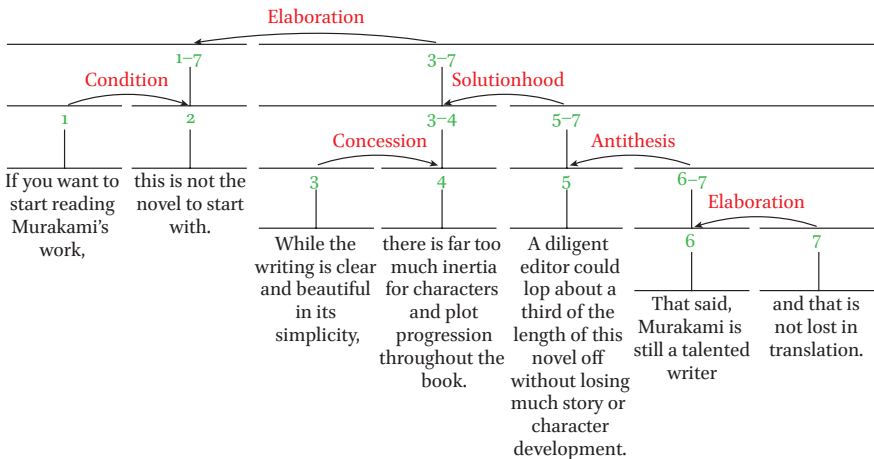 Elaboration
1–7
3–7
Condition
Solutionhood
1
2
3–4
5–7
Concession
Antithesis
If you want to
start reading
Murakami's
work,
this is not the
novel to start
with.
3
4
5
6–7
Elaboration
While the
writing is clear
and beautiful
in its
simplicity,
there is far too
much inertia
for characters
and plot
progression
throughout the
book.
A diligent
editor could
lop about a
third of the
length of this
novel off
without losing
much story or
character
development.
6
7
That said,
Murakami is
still a talented
writer
and that is
not lost in
translation.